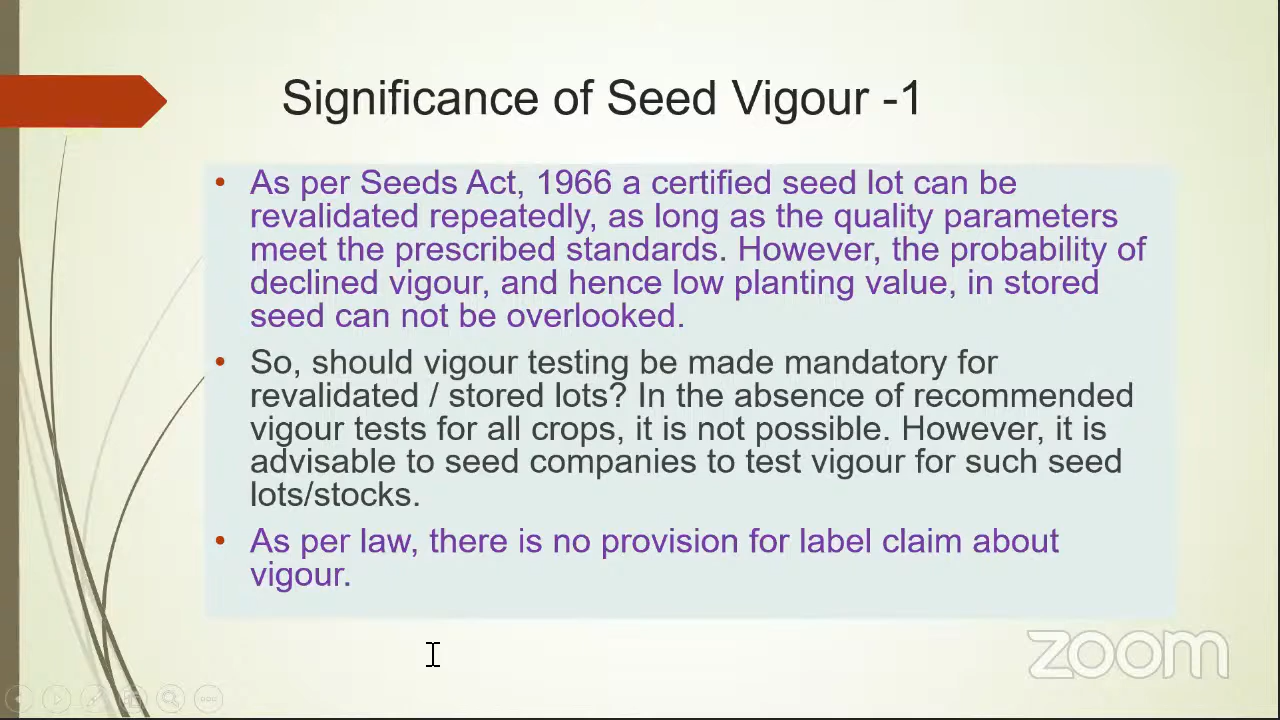 Significance of Seed Vigour -1
• As per Seeds Act, 1966 a certified seed lot can be
revalidated repeatedly, as long as the quality parameters
meet the prescribed standards. However, the probability of
declined vigour, and hence low planting value, in stored
seed can not be overlooked.
• So, should vigour testing be made mandatory for
revalidated / stored lots? In the absence of recommended
vigour tests for all crops, it is not possible. However, it is
advisable to seed companies to test vigour for such seed
lots/stocks.
• As per law, there is no provision for label claim about
vigour.
zoom